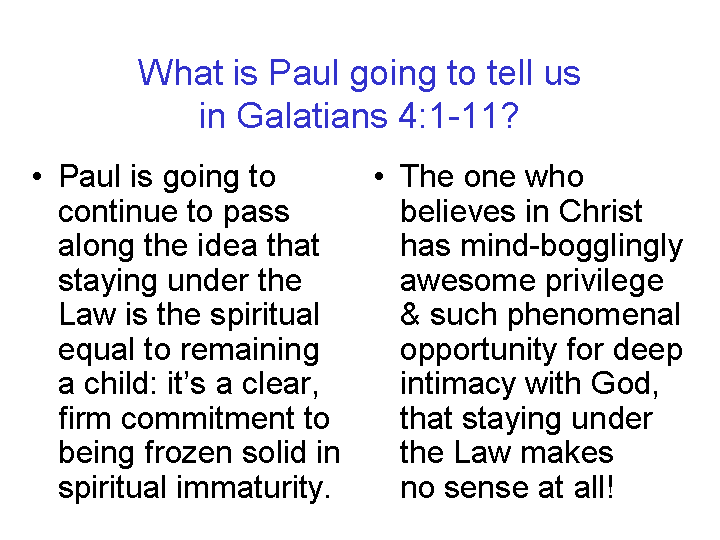 What is Paul going to tell us
in Galatians 4:1-11?
• Paul is going to
continue to pass
along the idea that
staying under the
Law is the spiritual
equal to remaining
a child: it’s a clear,
firm commitment to
being frozen solid in
spiritual immaturity.
• The one who
believes in Christ
has mind-bogglingly
awesome privilege
& such phenomenal
opportunity for deep
intimacy with God,
that staying under
the Law makes
no sense at all!